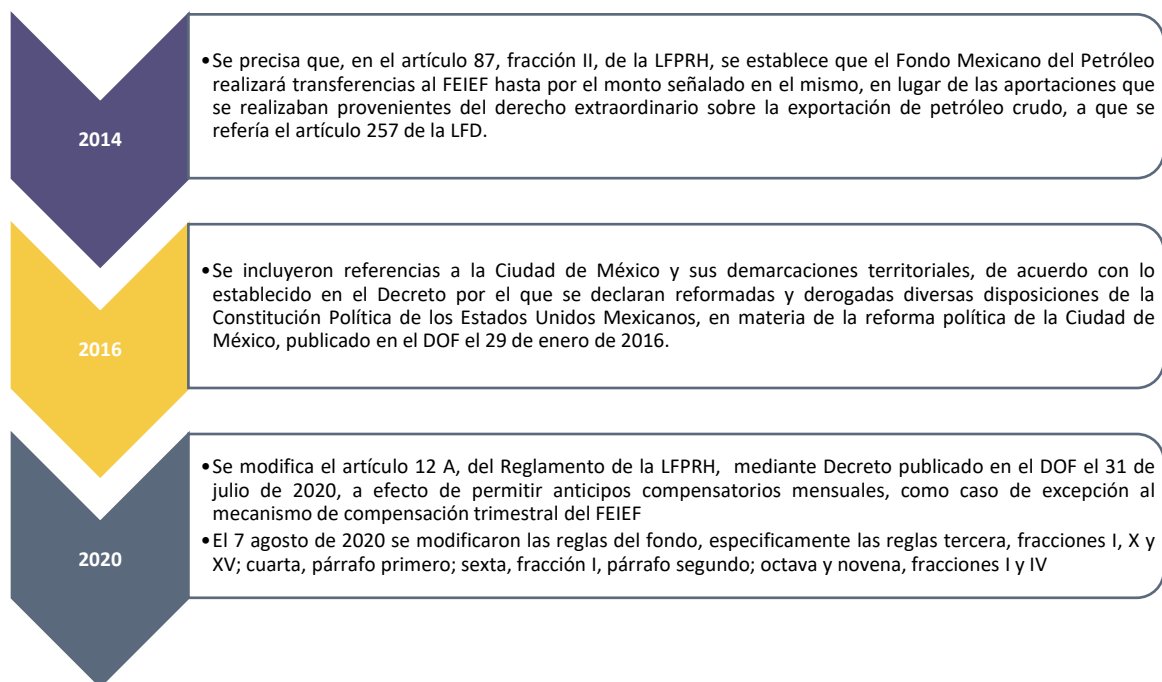 2014
•Se precisa que, en el artículo 87, fracción II, de la LFPRH, se establece que el Fondo Mexicano del Petróleo
realizará transferencias al FEIEF hasta por el monto señalado en el mismo, en lugar de las aportaciones que
se realizaban provenientes del derecho extraordinario sobre la exportación de petróleo crudo, a que se
refería el artículo 257 de la LFD.
2016
•Se incluyeron referencias a la Ciudad de México y sus demarcaciones territoriales, de acuerdo con lo
establecido en el Decreto por el que se declaran reformadas y derogadas diversas disposiciones de la
Constitución Política de los Estados Unidos Mexicanos, en materia de la reforma política de la Ciudad de
México, publicado en el DOF el 29 de enero de 2016.
2020
•Se modifica el artículo 12 A, del Reglamento de la LFPRH, mediante Decreto publicado en el DOF el 31 de
julio de 2020, a efecto de permitir anticipos compensatorios mensuales, como caso de excepción al
mecanismo de compensación trimestral del FEIEF
•El 7 agosto de 2020 se modificaron las reglas del fondo, especificamente las reglas tercera, fracciones I, X y
XV; cuarta, párrafo primero; sexta, fracción I, párrafo segundo; octava y novena, fracciones I y IV